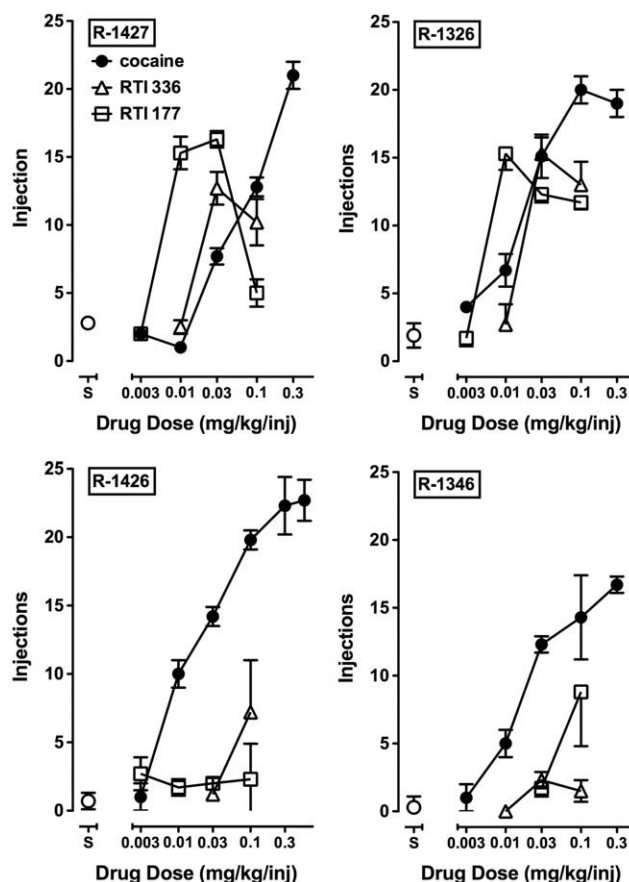 R-1427
cocaine
RTI 336
RTI 177
Injection
25
20
15
10
5
0
S
0.003 0.01 0.03 0.1 0.3
Drug Dose (mg/kg/inj)
R-1326
Injections
25
20
15
10
5
0
S
0.003 0.01 0.03 0.1 0.3
Drug Dose (mg/kg/inj)
R-1426
Injections
25
20
15
10
5
0
S
0.003 0.01 0.03 0.1 0.3
Drug Dose (mg/kg/inj)
R-1346
Injections
25
20
15
10
5
0
S
0.003 0.01 0.03 0.1 0.3
Drug Dose (mg/kg/inj)